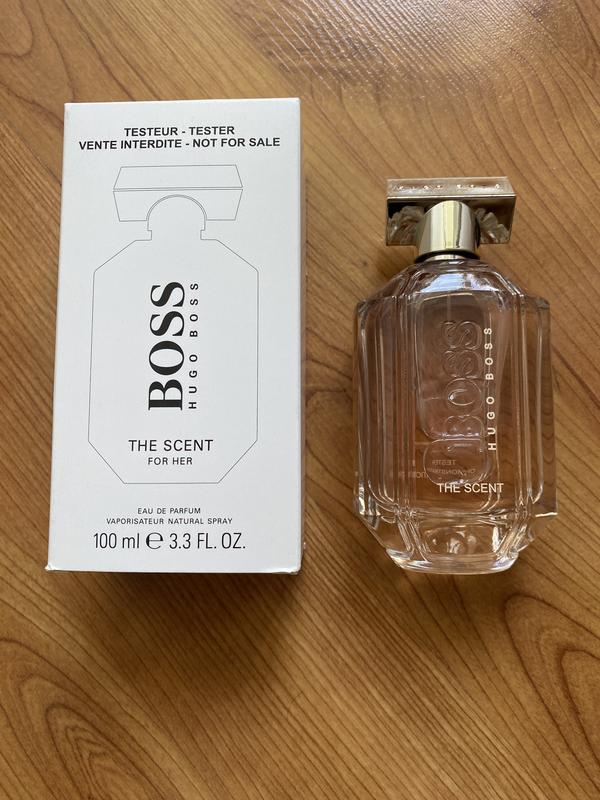 TESTEUR - TESTER
VENTE INTERDITE - NOT FOR SALE
BOSS
HUGO BOSS
THE SCENT
FOR HER
EAU DE PARFUM
VAPORISATEUR NATURAL SPRAY
100 ml ℮ 3.3 FL. OZ.
BOSS
HUGO BOSS
TESTER
THE SCENT